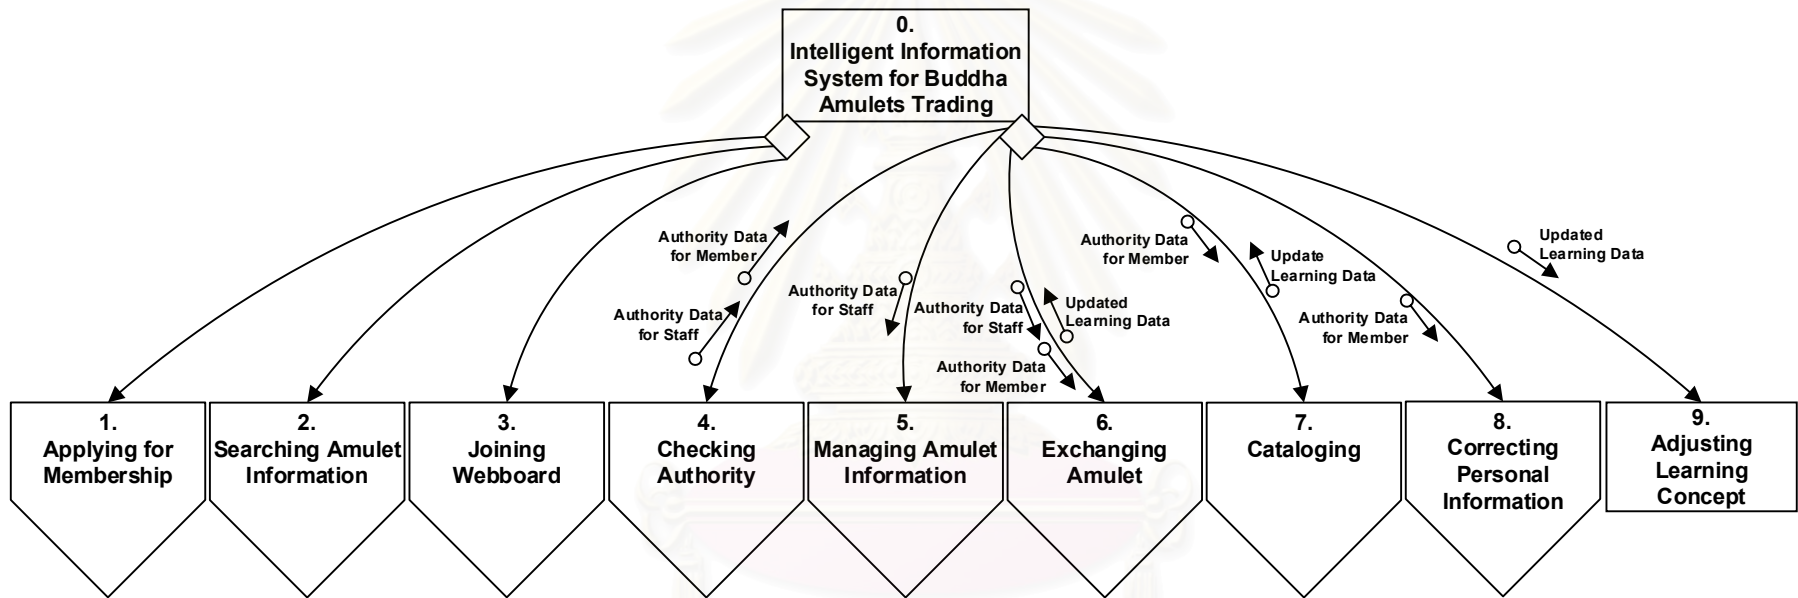 0.
Intelligent Information
System for Buddha
Amulets Trading
Authority Data
for Member
Authority Data
for Staff
Authority Data
for Staff
Authority Data
for Staff
Authority Data
for Member
Updated
Learning Data
Authority Data
for Member
Update
Learning Data
Authority Data
for Member
Updated
Learning Data
1.
Applying for
Membership
2.
Searching Amulet
Information
3.
Joining
Webboard
4.
Checking
Authority
5.
Managing Amulet
Information
6.
Exchanging
Amulet
7.
Cataloging
8.
Correcting
Personal
Information
9.
Adjusting
Learning
Concept